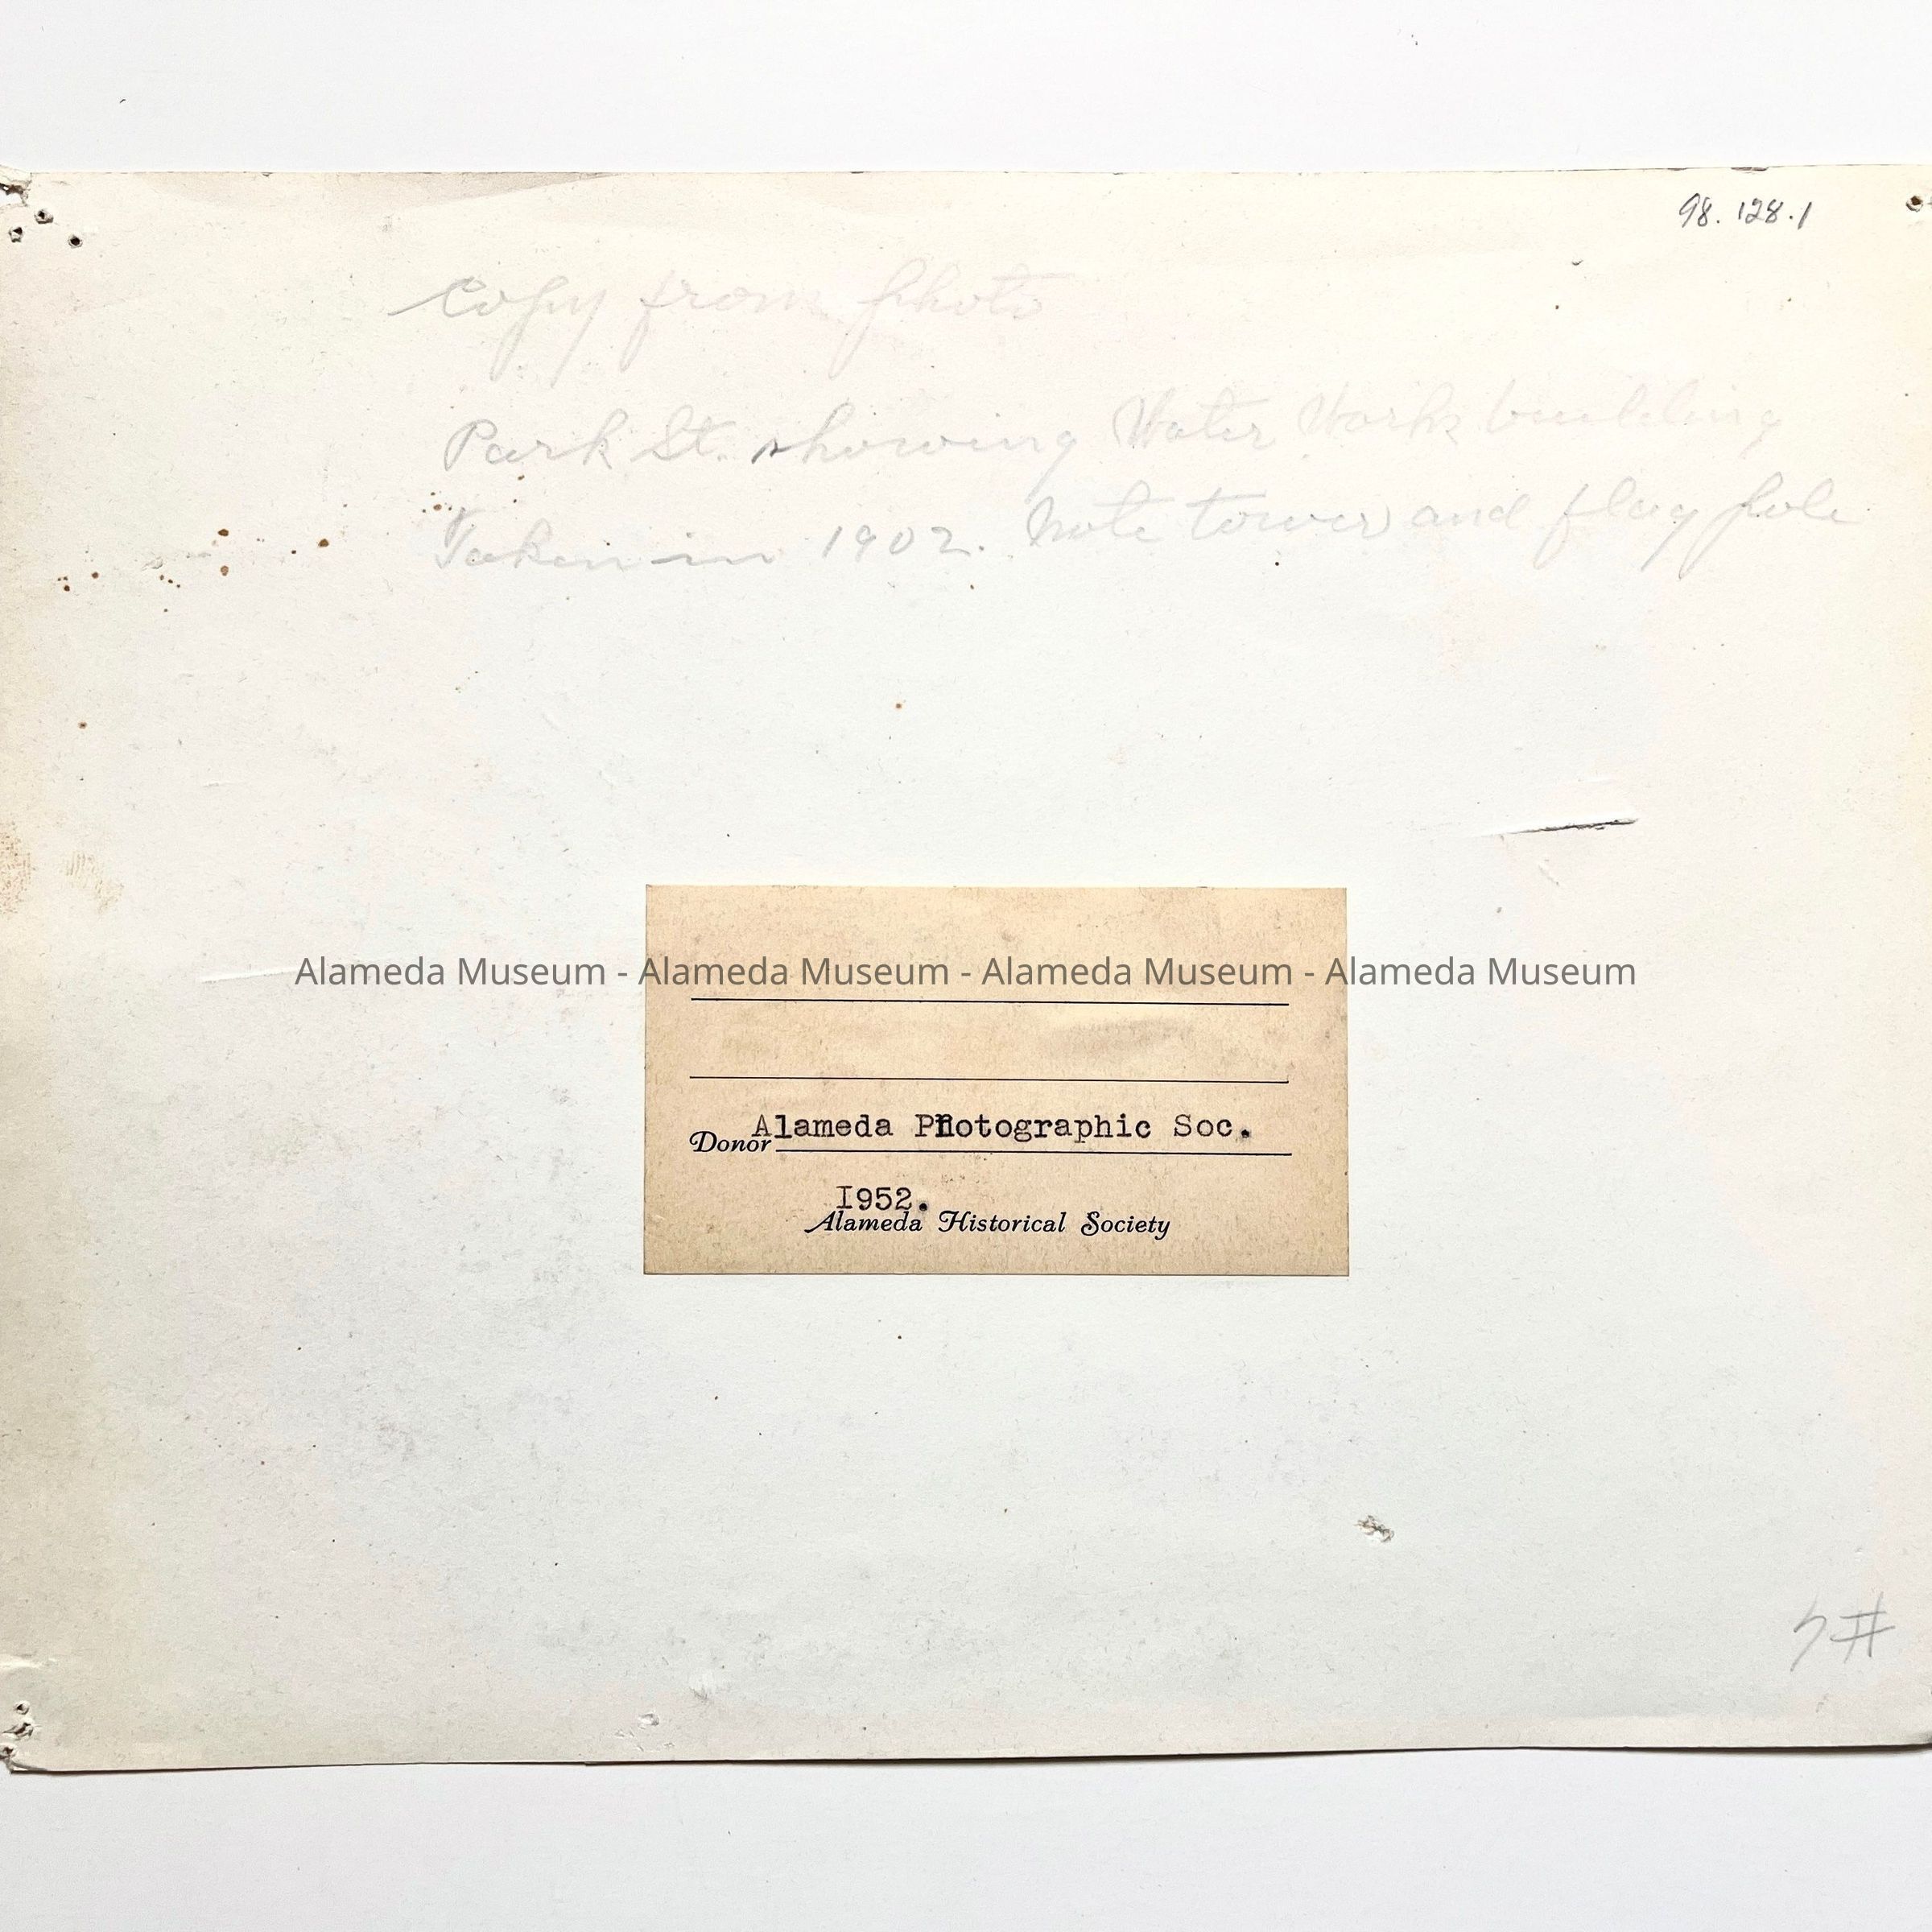 98.128.1
Copy from photo
Park St. showing Water Works building
Taken in 1902. Note tower and flag pole
Alameda Museum - Alameda Museum - Alameda Museum - Alameda Museum
Alameda Photographic Soc.
Donor
1952.
Alameda Historical Society